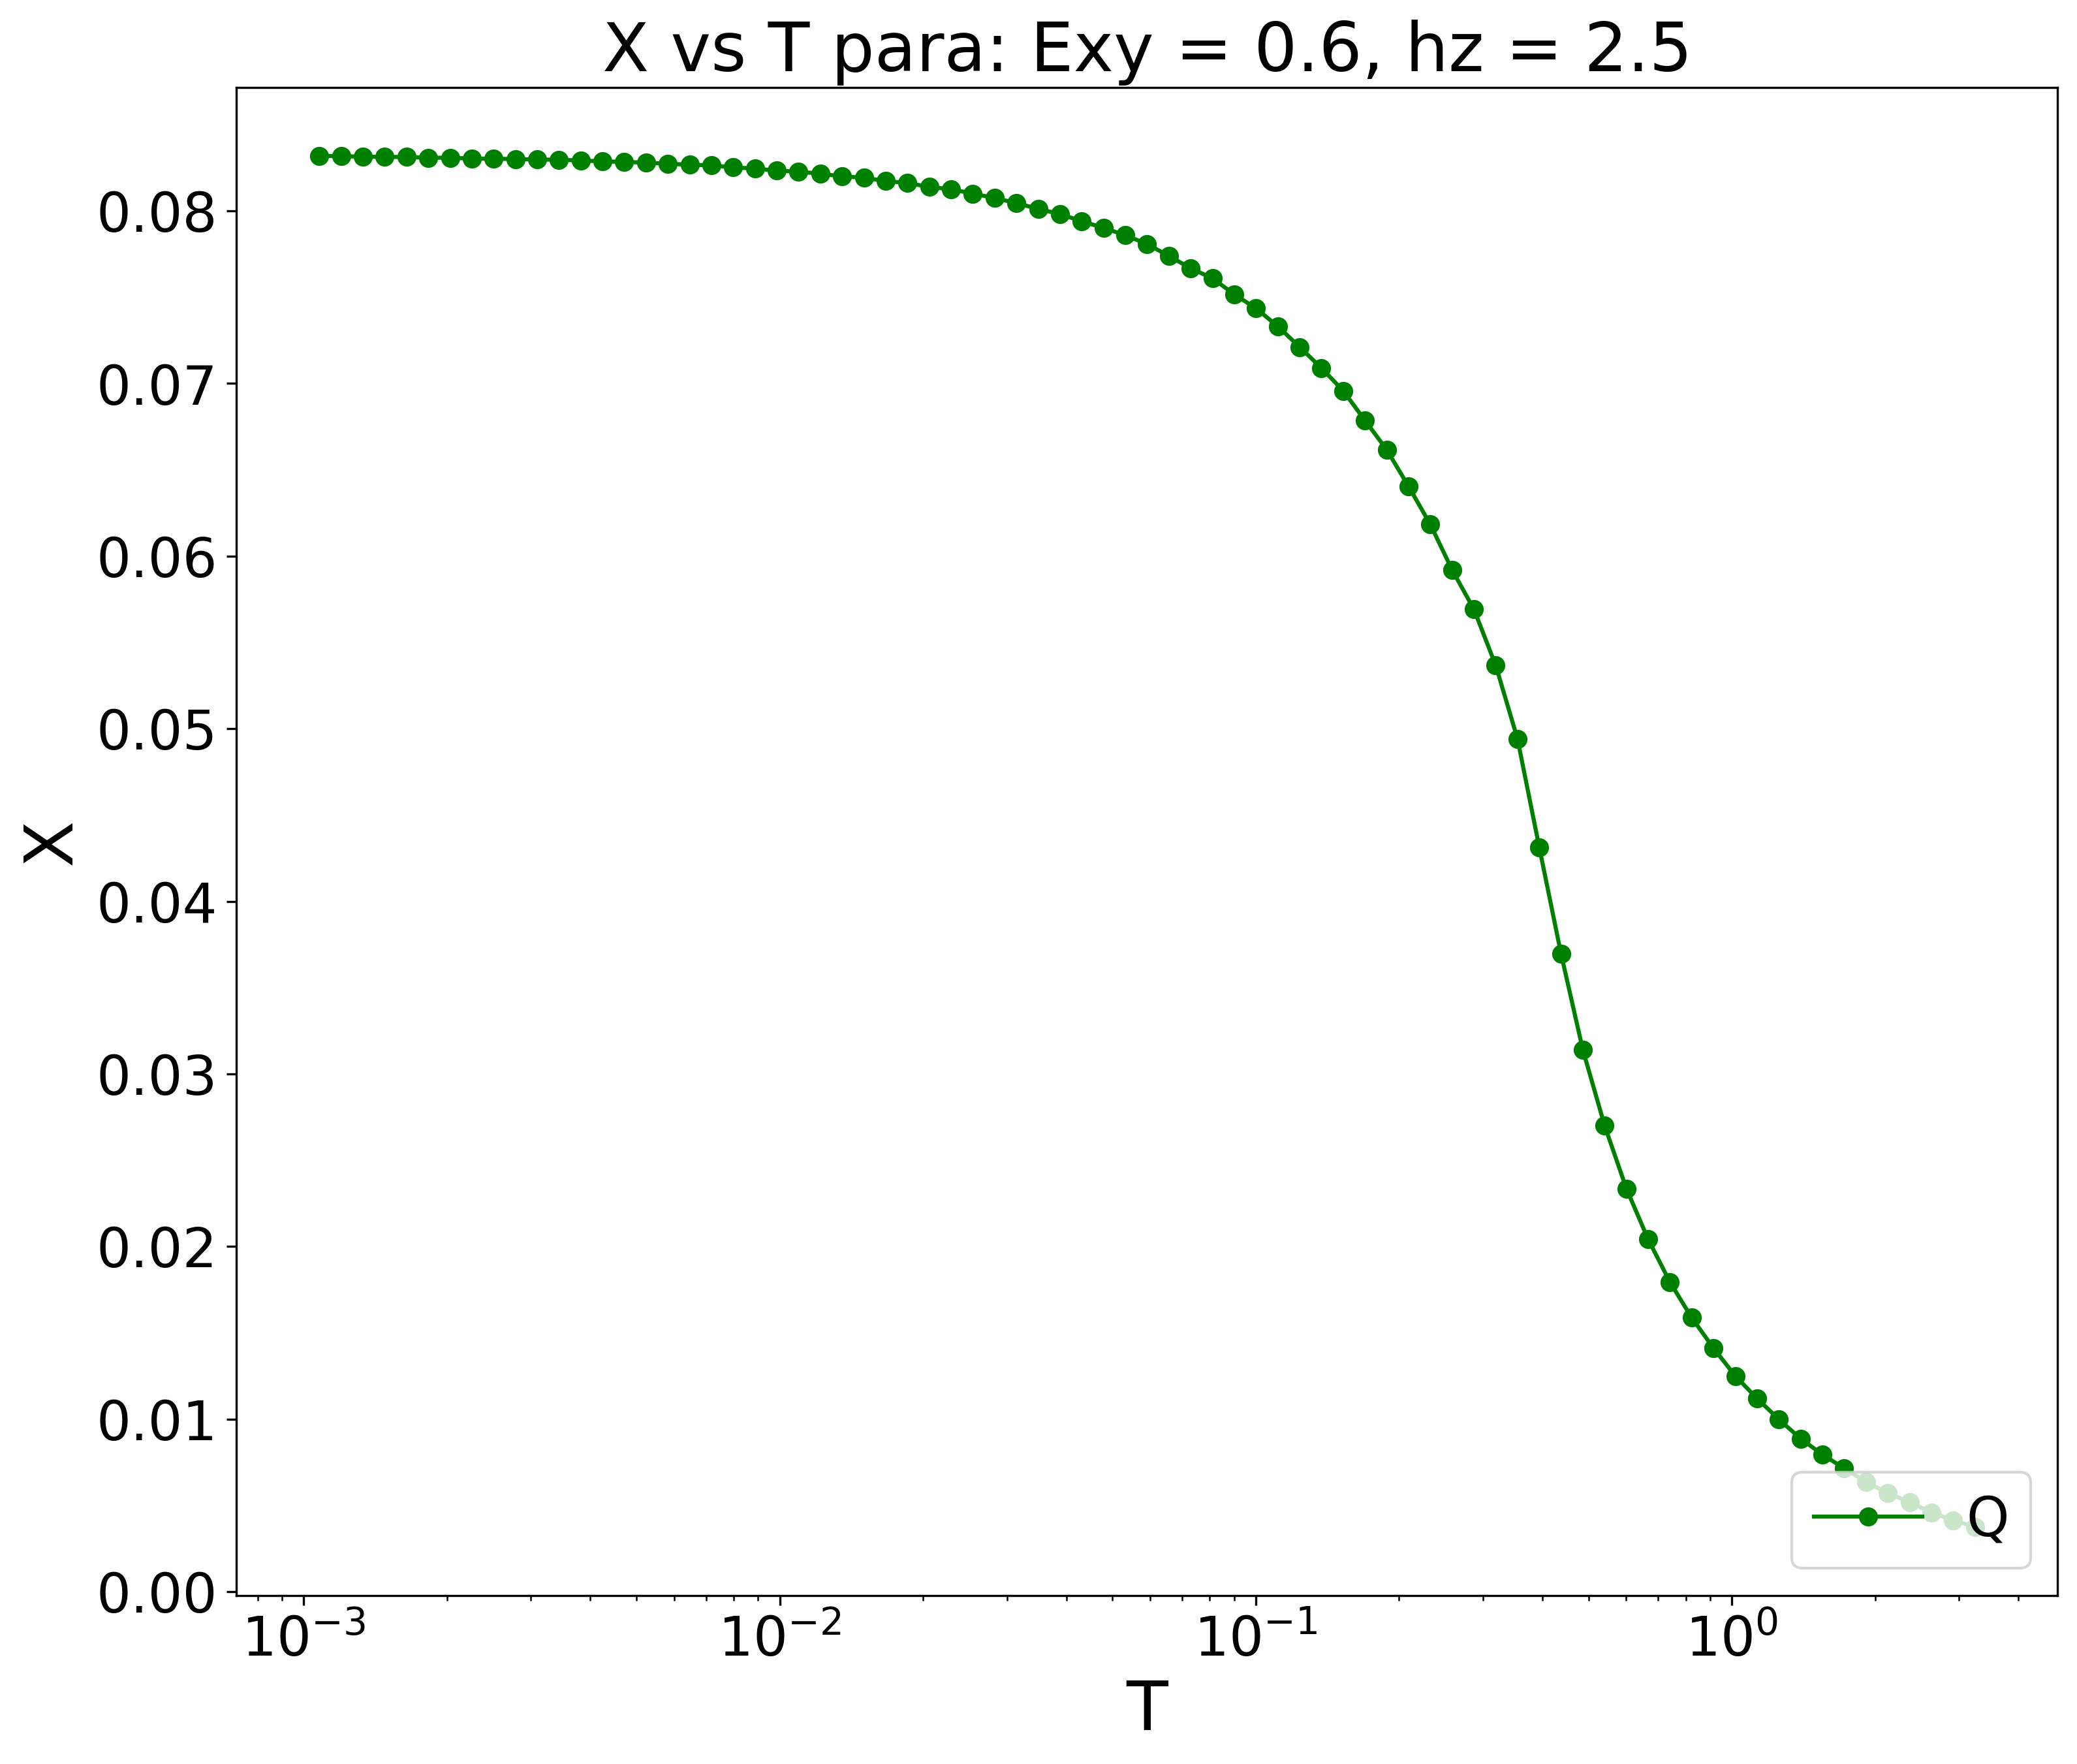 X vs T para: Exy = 0.6, hz = 2.5
X
0.08
0.07
0.06
0.05
0.04
0.03
0.02
0.01
0.00
Q
10⁻³ 10⁻² 10⁻¹ 10⁰
T